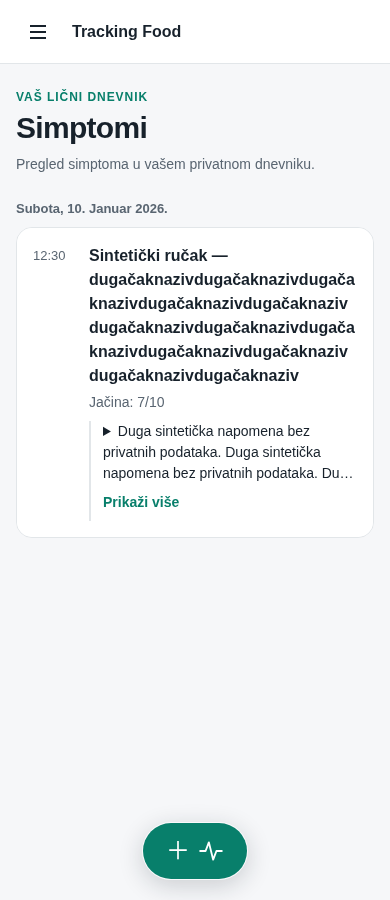 Tracking Food
VAŠ LIČNI DNEVNIK
Simptomi
Pregled simptoma u vašem privatnom dnevniku.
Subota, 10. Januar 2026.
12:30
Sintetički ručak —
dugačaknazivdugačaknazivdugača
knazivdugačaknazivdugačaknaziv
dugačaknazivdugačaknazivdugača
knazivdugačaknazivdugačaknaziv
dugačaknazivdugačaknaziv
Jačina: 7/10
Duga sintetička napomena bez
privatnih podataka. Duga sintetička
napomena bez privatnih podataka. Du…
Prikaži više